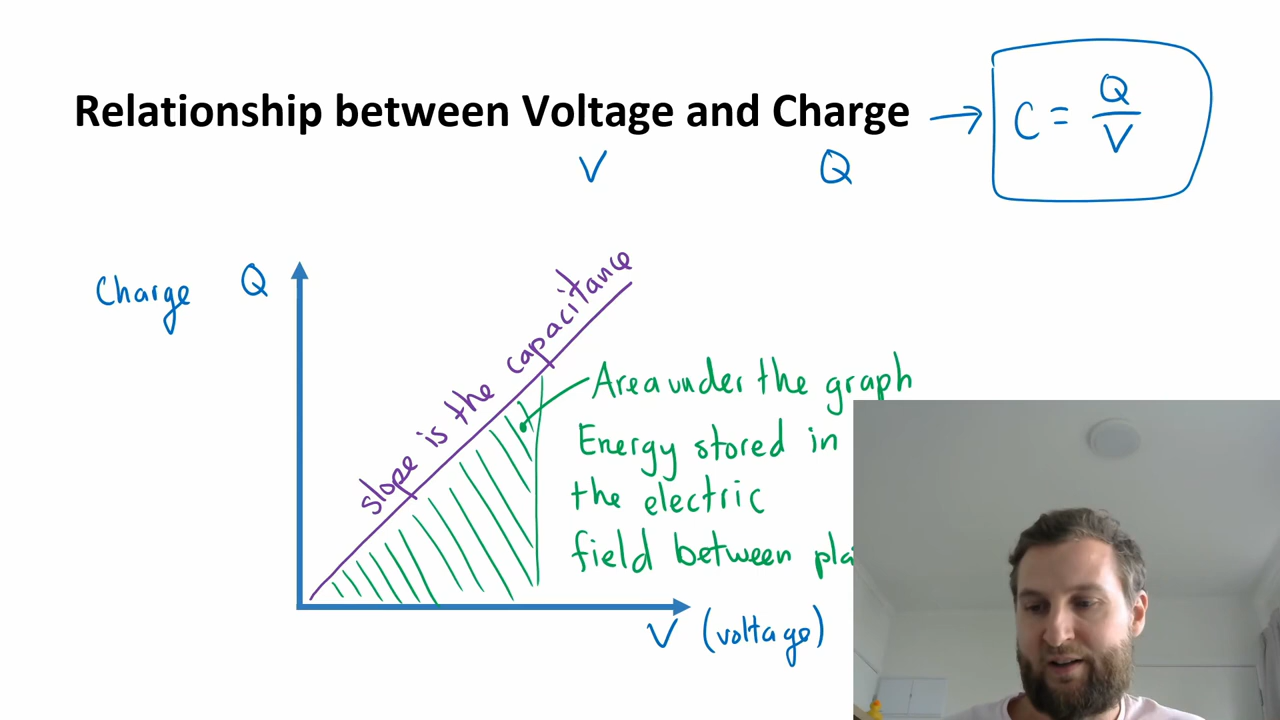 Relationship between Voltage and Charge → C = Q/V
V Q
Charge Q
slope is the capacitance
Area under the graph
Energy stored in
the electric
field between
V (voltage)